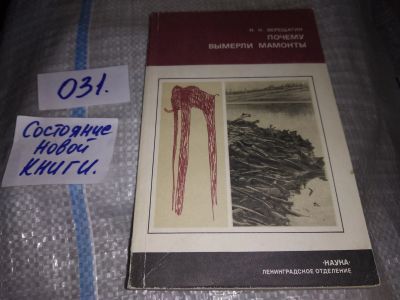 Н. К. ВЕРЕЩАГИН
ПОЧЕМУ
ВЫМЕРЛИ МАМОНТЫ
031.
Состояние
новой
книги.
«НАУКА»
ЛЕНИНГРАДСКОЕ ОТДЕЛЕНИЕ